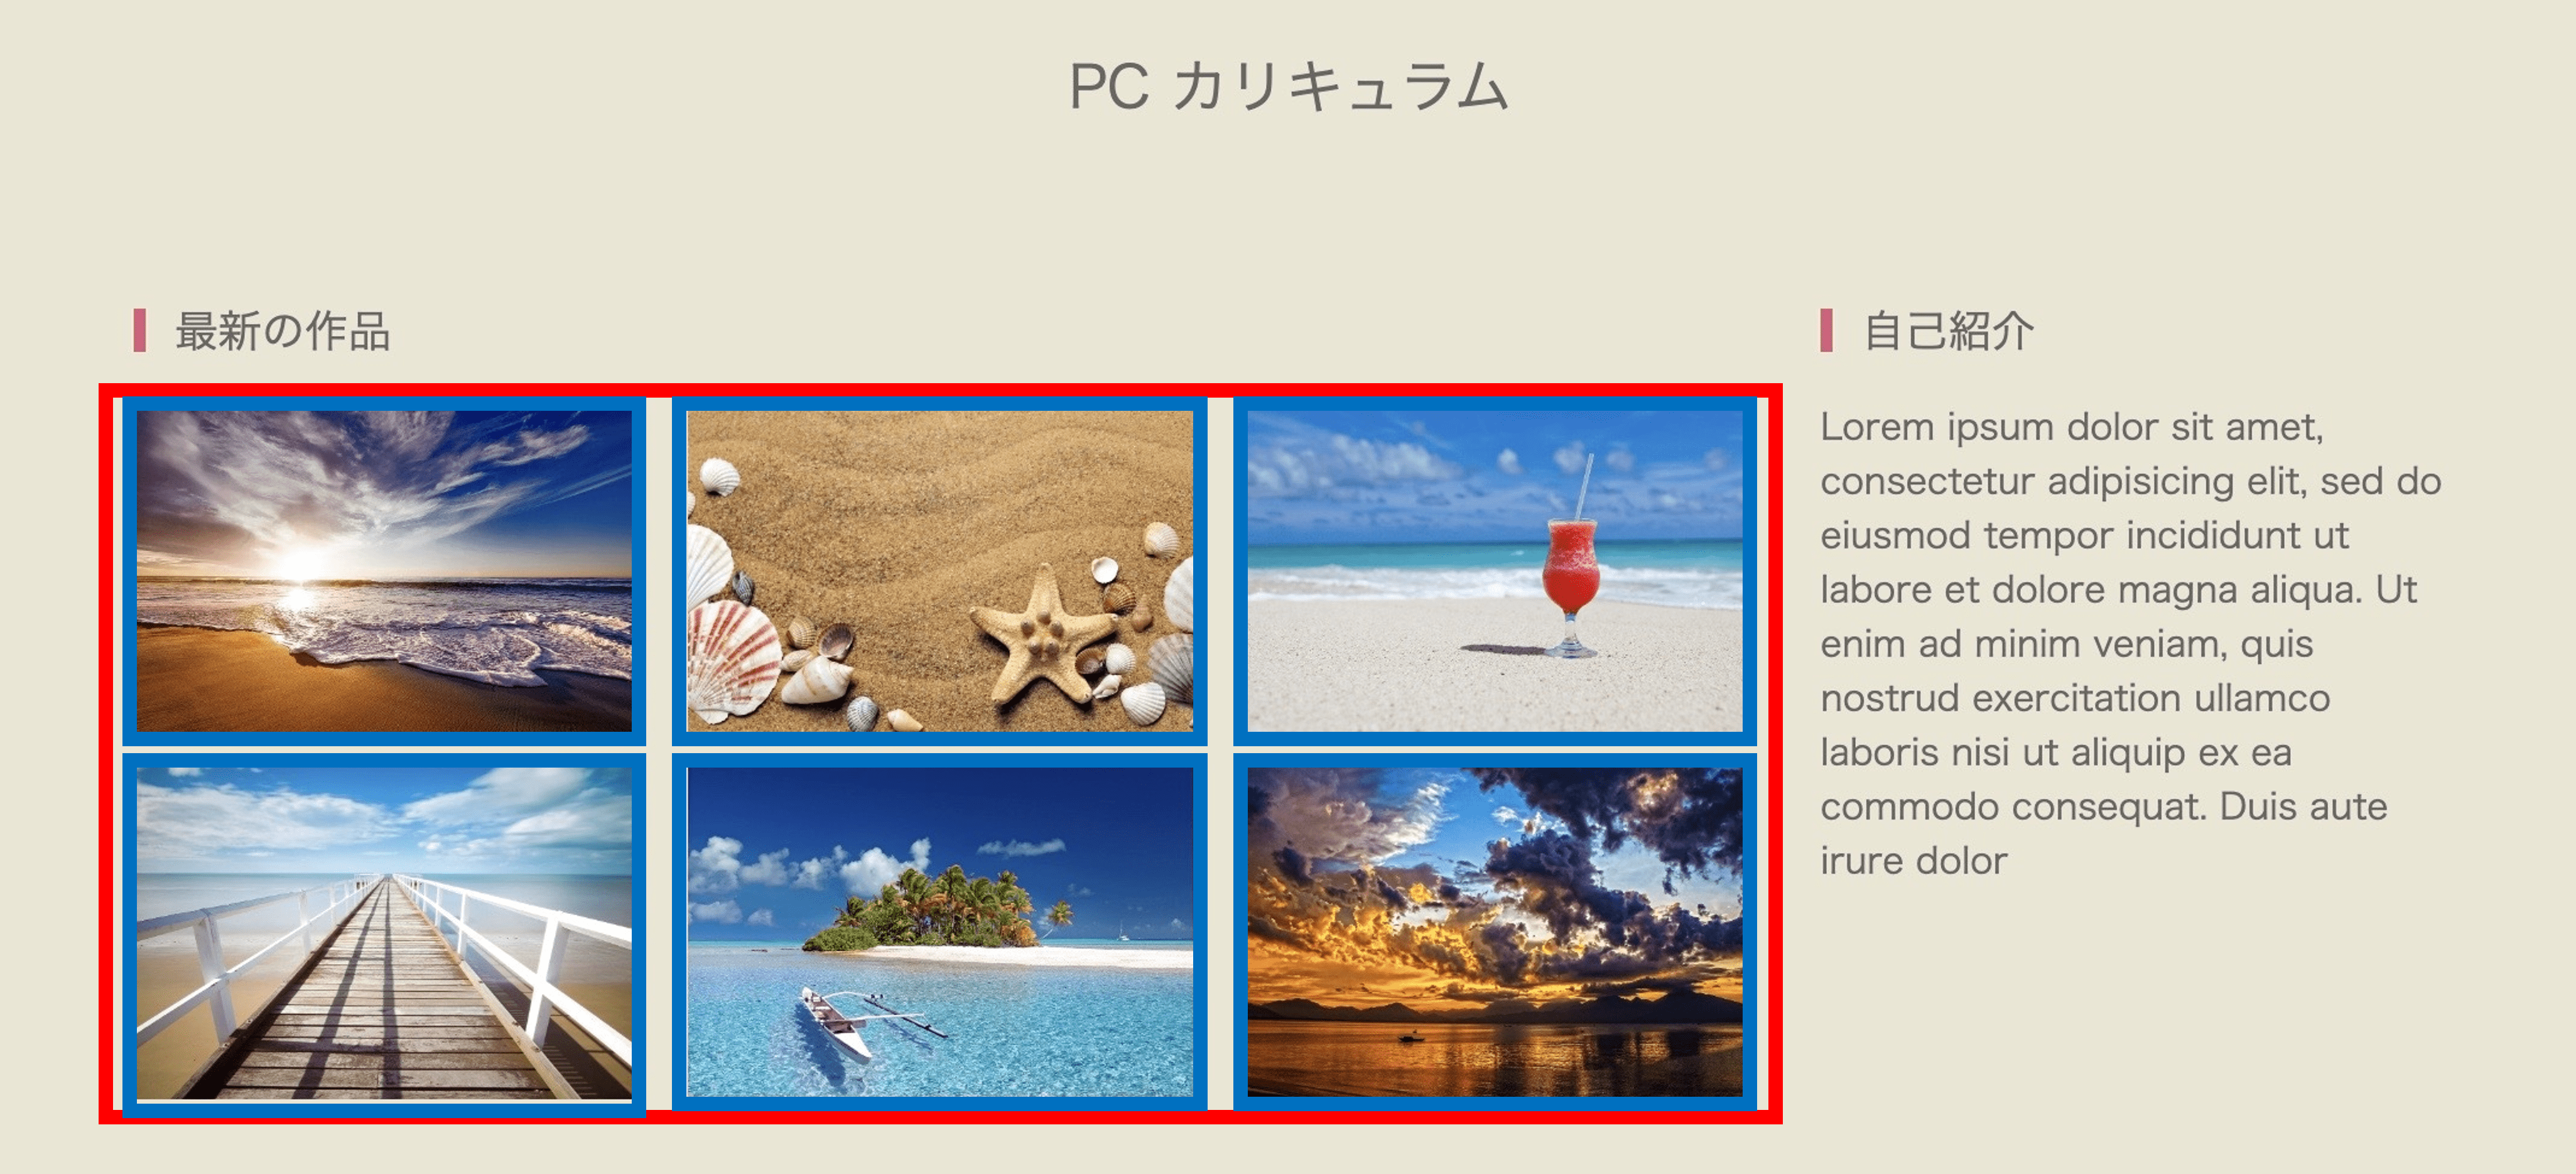 PC カリキュラム
最新の作品
自己紹介
Lorem ipsum dolor sit amet,
consectetur adipisicing elit, sed do
eiusmod tempor incididunt ut
labore et dolore magna aliqua. Ut
enim ad minim veniam, quis
nostrud exercitation ullamco
laboris nisi ut aliquip ex ea
commodo consequat. Duis aute
irure dolor